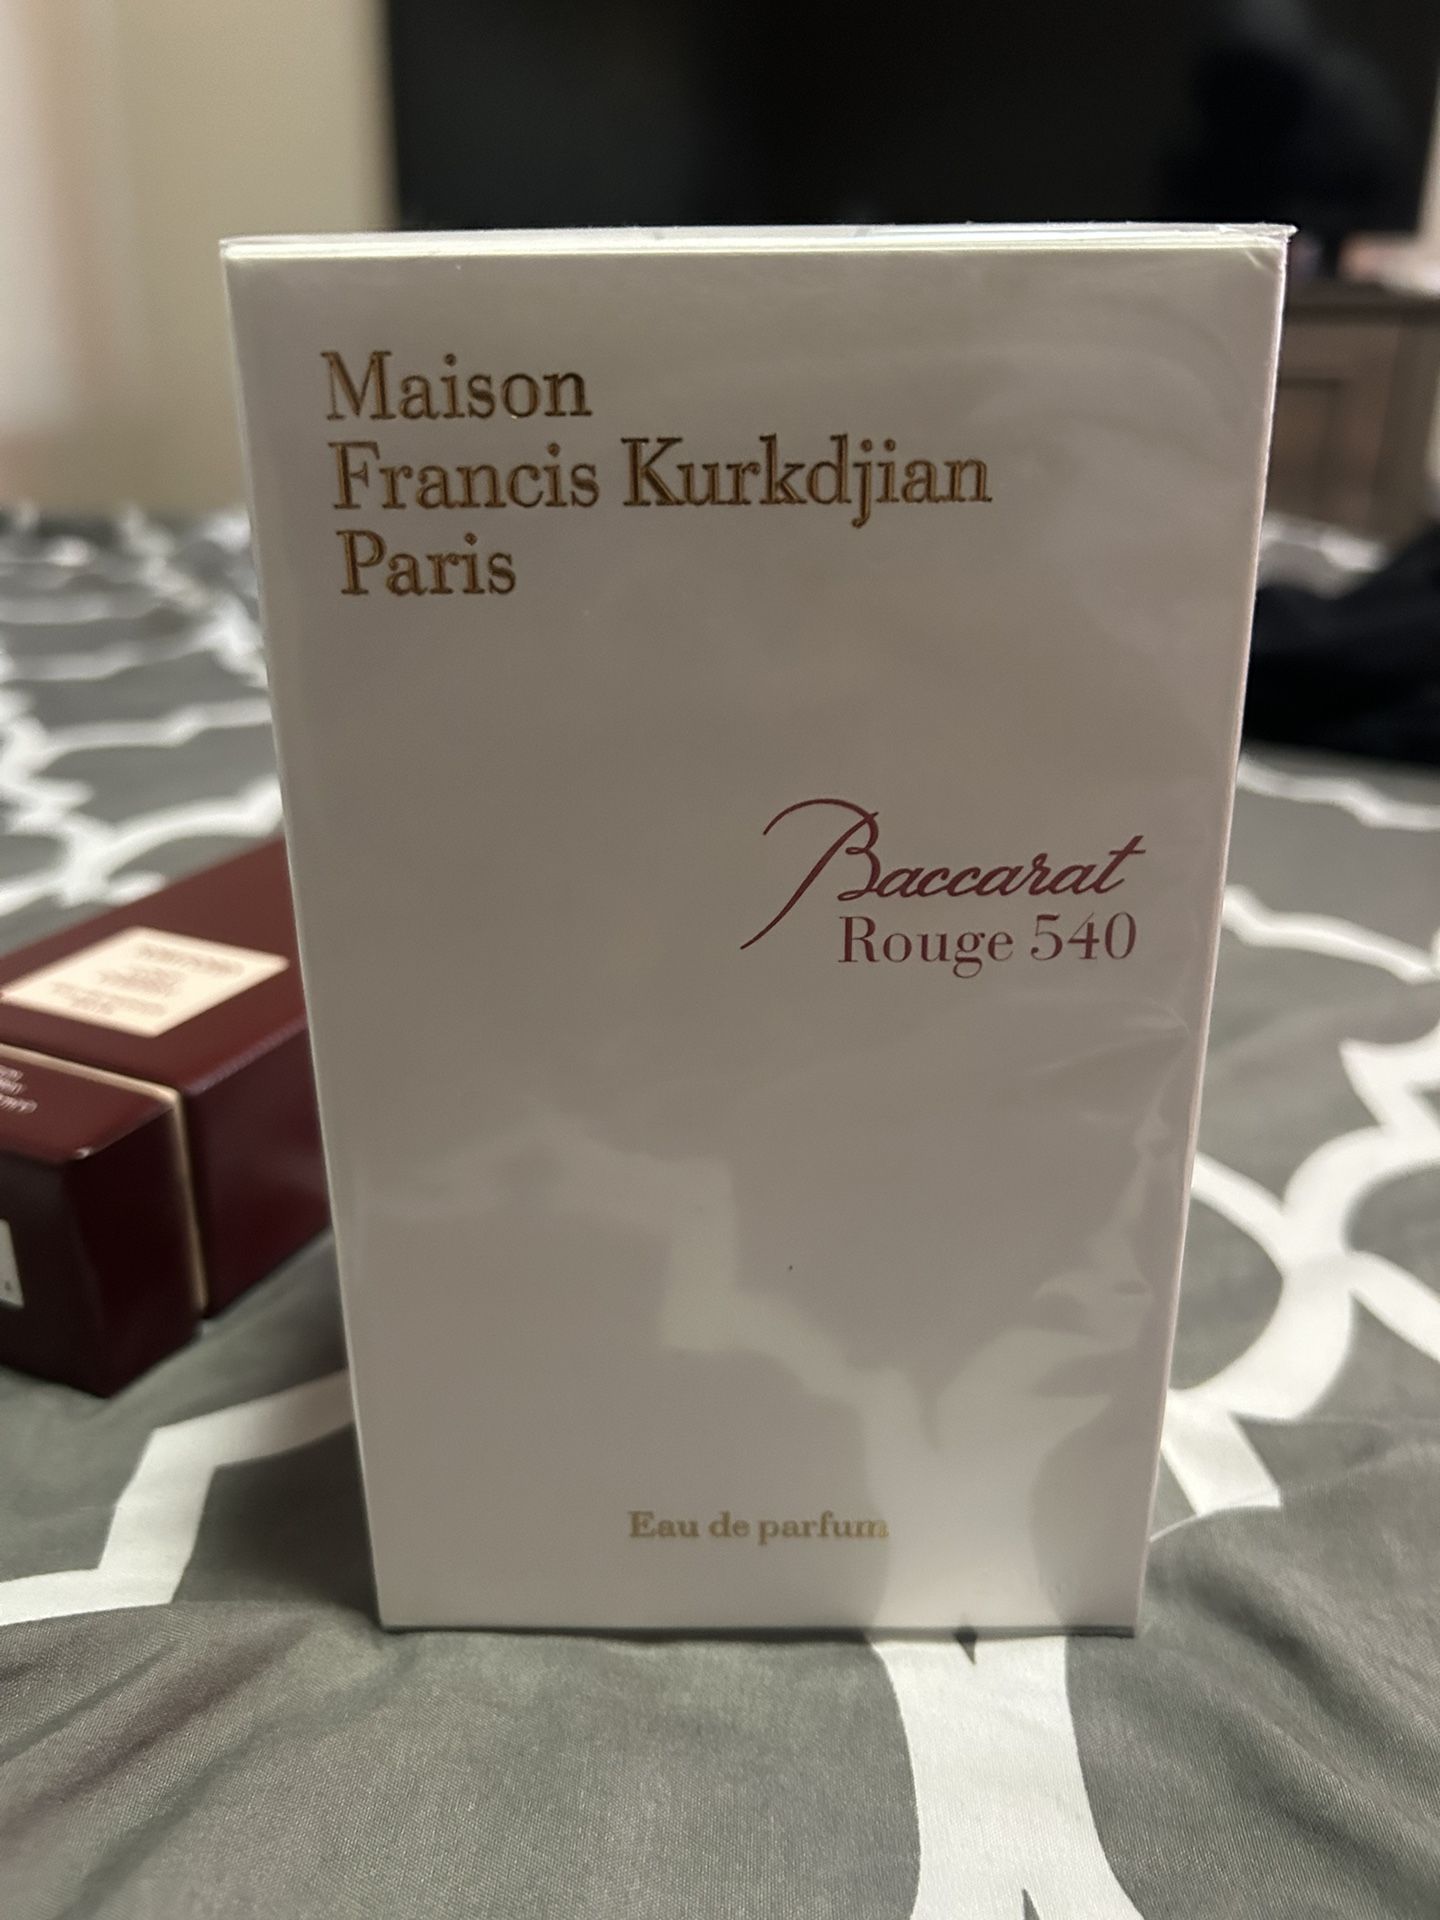 Maison
Francis Kurkdjian
Paris
Baccarat
Rouge 540
Eau de parfum